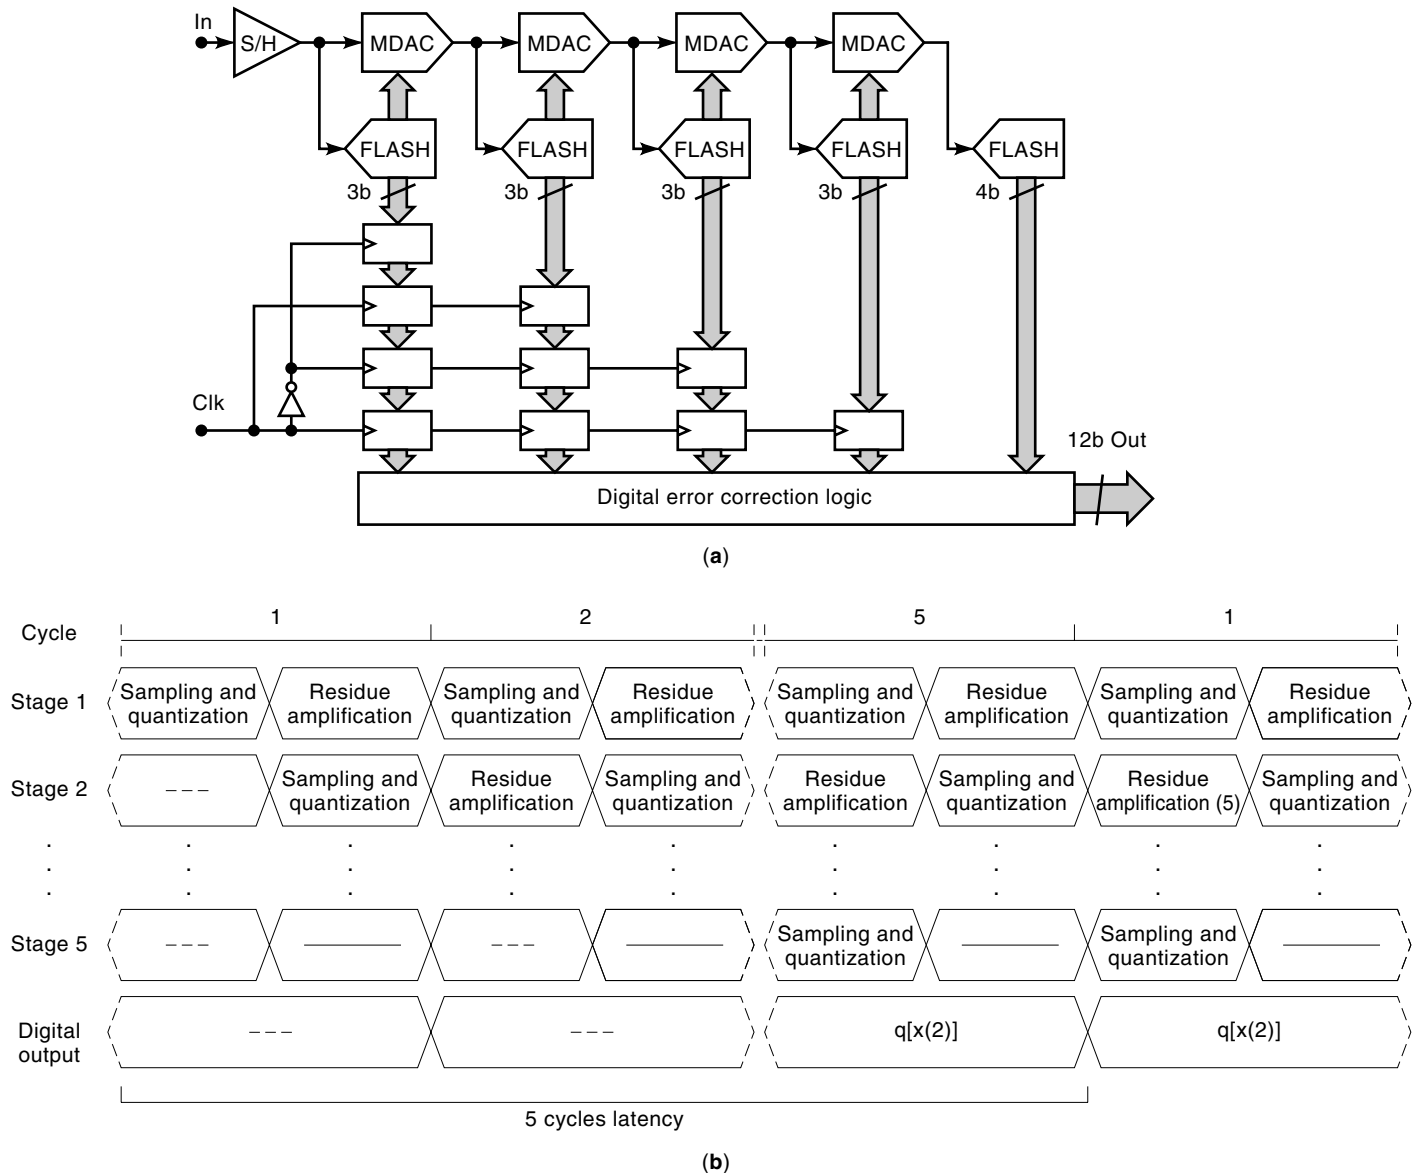 In
S/H
MDAC
MDAC
MDAC
MDAC
FLASH
FLASH
FLASH
FLASH
FLASH
3b
3b
3b
3b
4b
Clk
12b Out
Digital error correction logic
(a)
Cycle
1
2
5
1
Stage 1
Sampling and
quantization
Residue
amplification
Sampling and
quantization
Residue
amplification
Sampling and
quantization
Residue
amplification
Sampling and
quantization
Residue
amplification
Stage 2
– – –
Sampling and
quantization
Residue
amplification
Sampling and
quantization
Residue
amplification
Sampling and
quantization
Residue
amplification (5)
Sampling and
quantization
Stage 5
– – –
– – –
Sampling and
quantization
Sampling and
quantization
Digital
output
– – –
– – –
q[x(2)]
q[x(2)]
5 cycles latency
(b)